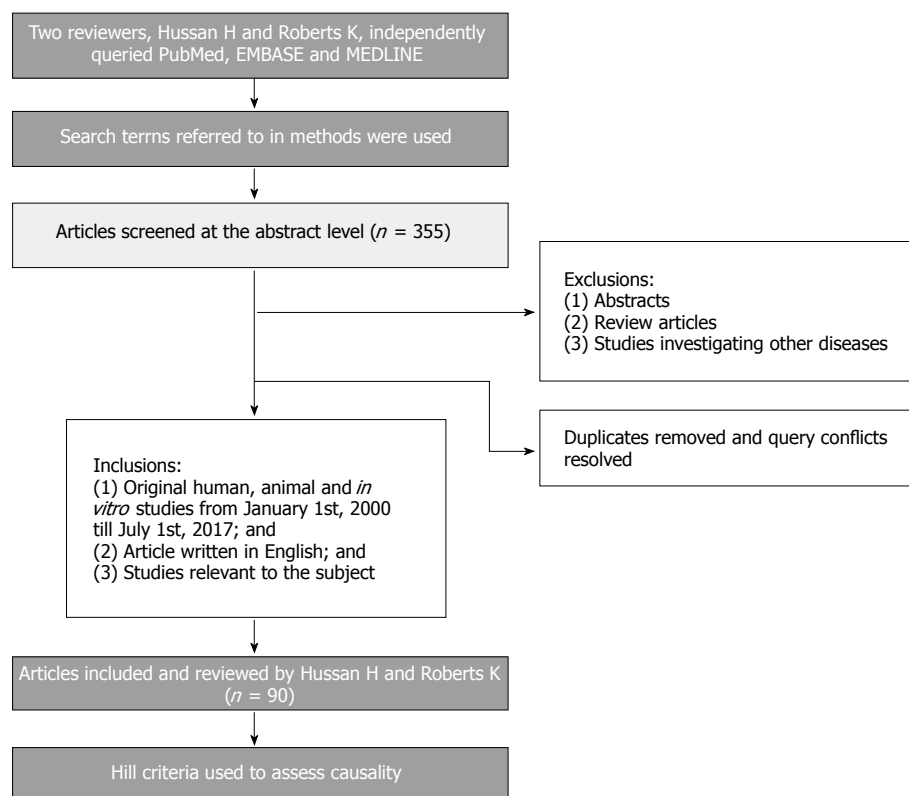 Two reviewers, Hussan H and Roberts K, independently
queried PubMed, EMBASE and MEDLINE
Search terrns referred to in methods were used
Articles screened at the abstract level (n = 355)
Exclusions:
(1) Abstracts
(2) Review articles
(3) Studies investigating other diseases
Duplicates removed and query conflicts
resolved
Inclusions:
(1) Original human, animal and in
vitro studies from January 1st, 2000
till July 1st, 2017; and
(2) Article written in English; and
(3) Studies relevant to the subject
Articles included and reviewed by Hussan H and Roberts K
(n = 90)
Hill criteria used to assess causality